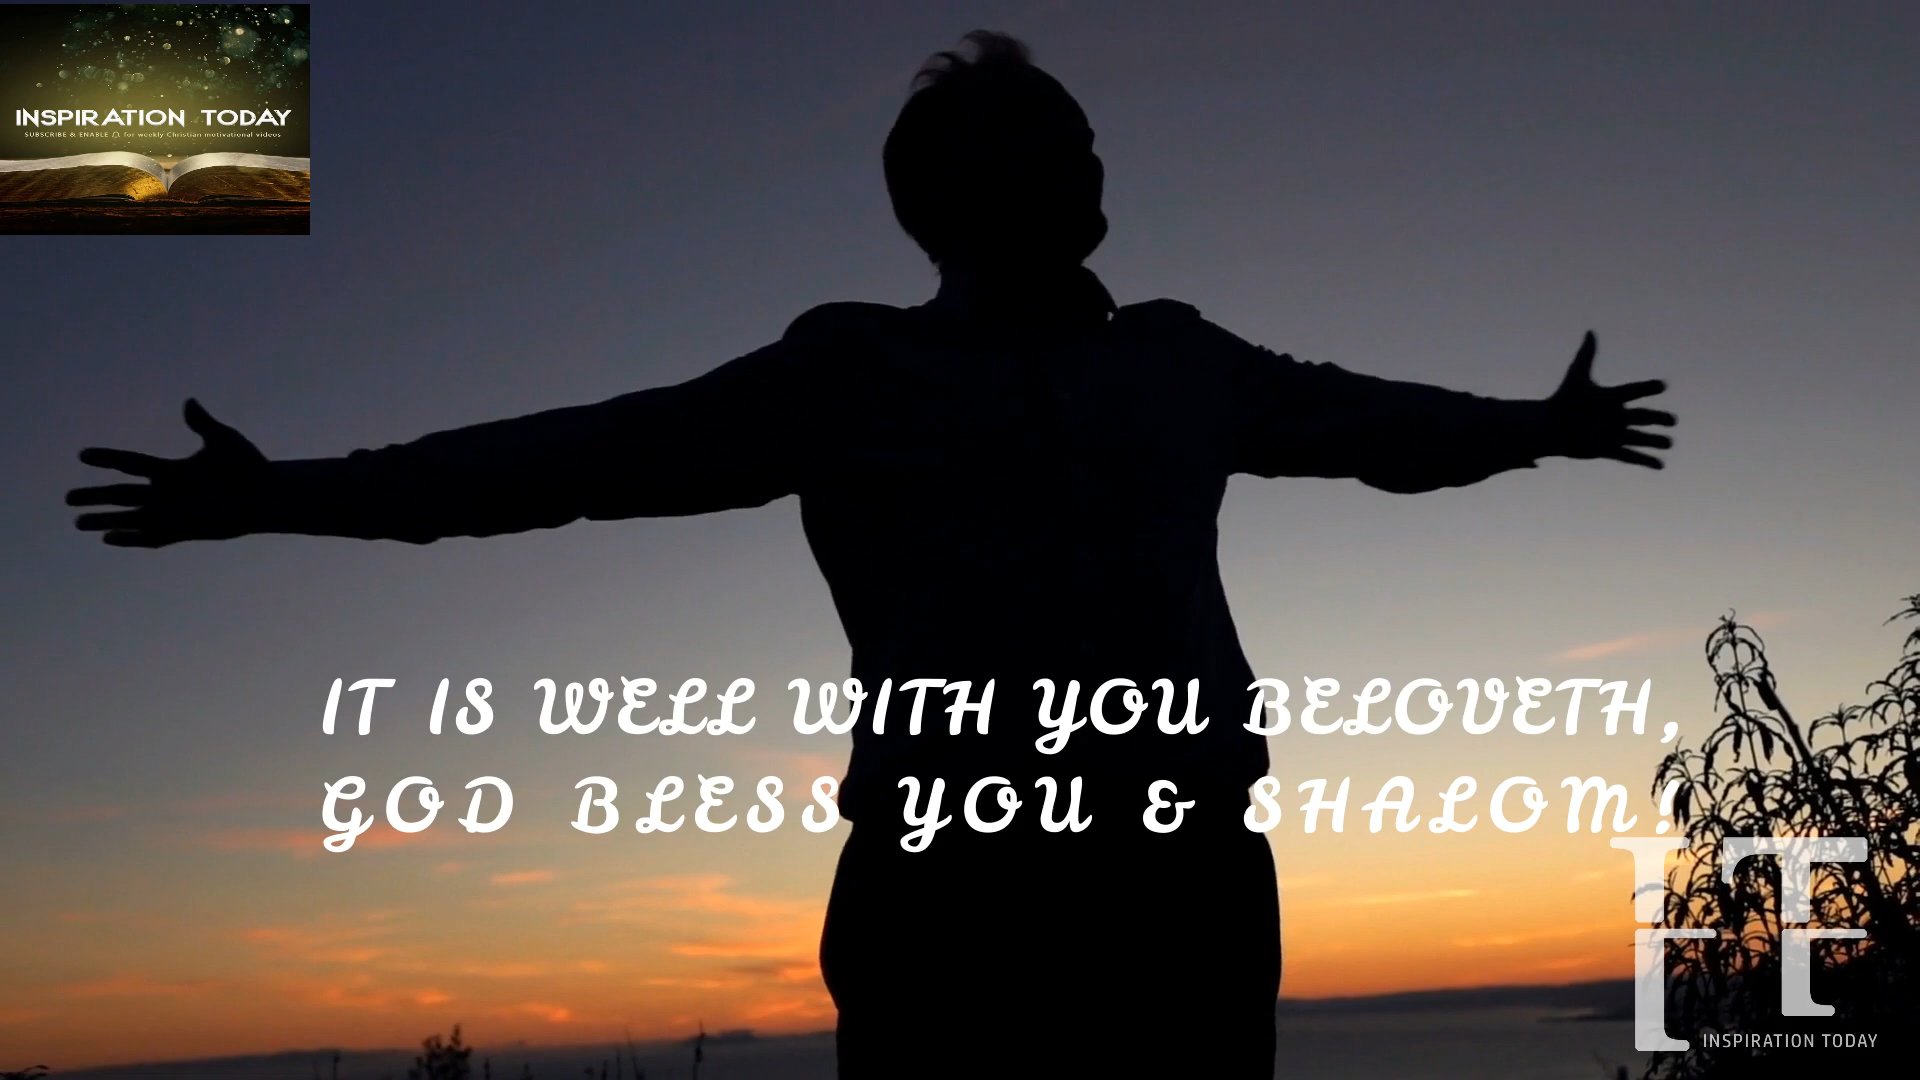 INSPIRATION TODAY
SUBSCRIBE & ENABLE for weekly Christian motivational videos
IT IS WELL WITH YOU BELOVETH,
GOD BLESS YOU & SHALOM!
IT
INSPIRATION TODAY